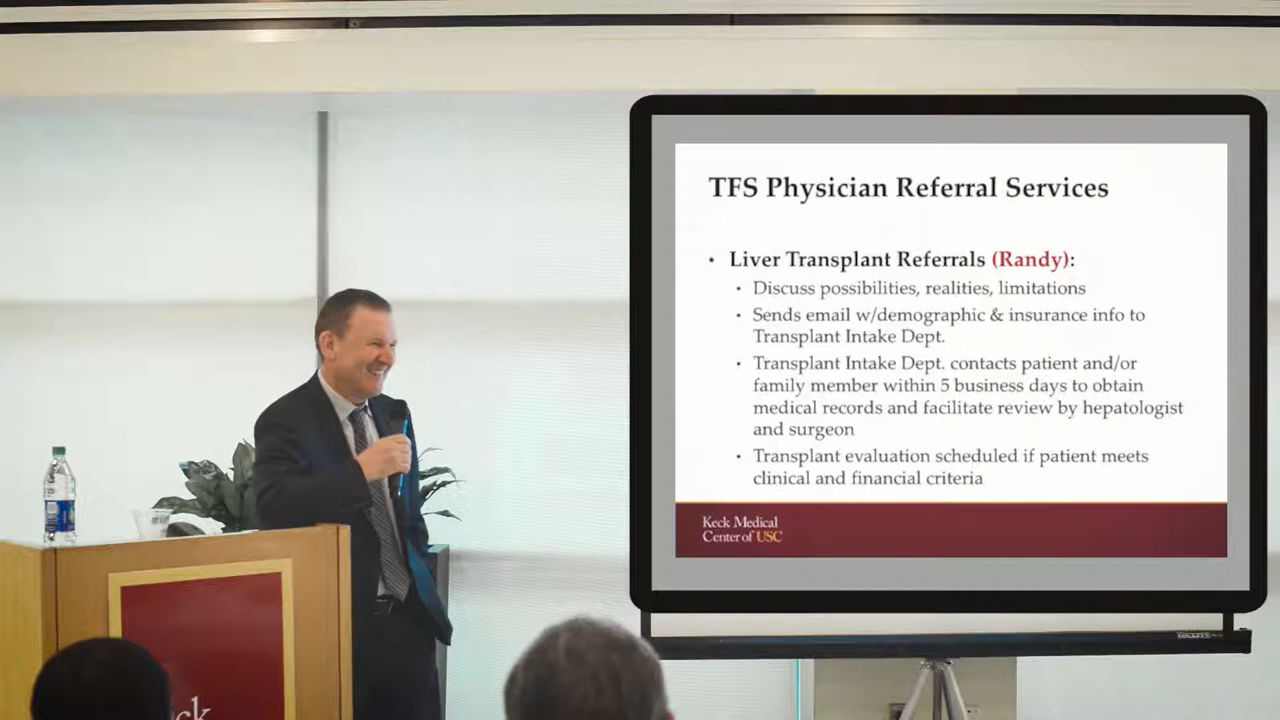 TFS Physician Referral Services
• Liver Transplant Referrals (Randy):
• Discuss possibilities, realities, limitations
• Sends email w/demographic & insurance info to
Transplant Intake Dept.
• Transplant Intake Dept. contacts patient and/or
family member within 5 business days to obtain
medical records and facilitate review by hepatologist
and surgeon
• Transplant evaluation scheduled if patient meets
clinical and financial criteria
Keck Medical
Center of USC
ck